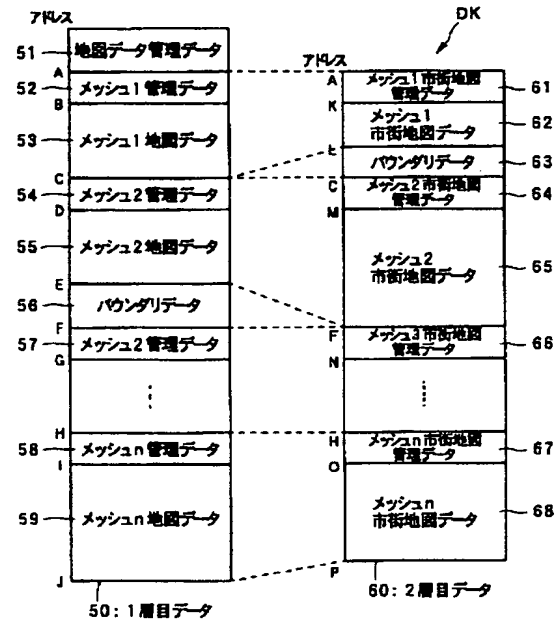 DK
アドレス
51
地図データ管理データ
A
52
メッシュ1管理データ
B
53
メッシュ1地図データ
C
54
メッシュ2管理データ
D
55
メッシュ2地図データ
E
56
バウンダリデータ
F
57
メッシュ2管理データ
G
H
58
メッシュn管理データ
I
59
メッシュn地図データ
J
50:1層目データ
アドレス
A
メッシュ1市街地図
管理データ
61
K
メッシュ1
市街地図データ
62
L
バウンダリデータ
63
C
メッシュ2市街地図
管理データ
64
M
メッシュ2
市街地図データ
65
F
メッシュ3市街地図
管理データ
66
N
H
メッシュn市街地図
管理データ
67
O
メッシュn
市街地図データ
68
P
60:2層目データ